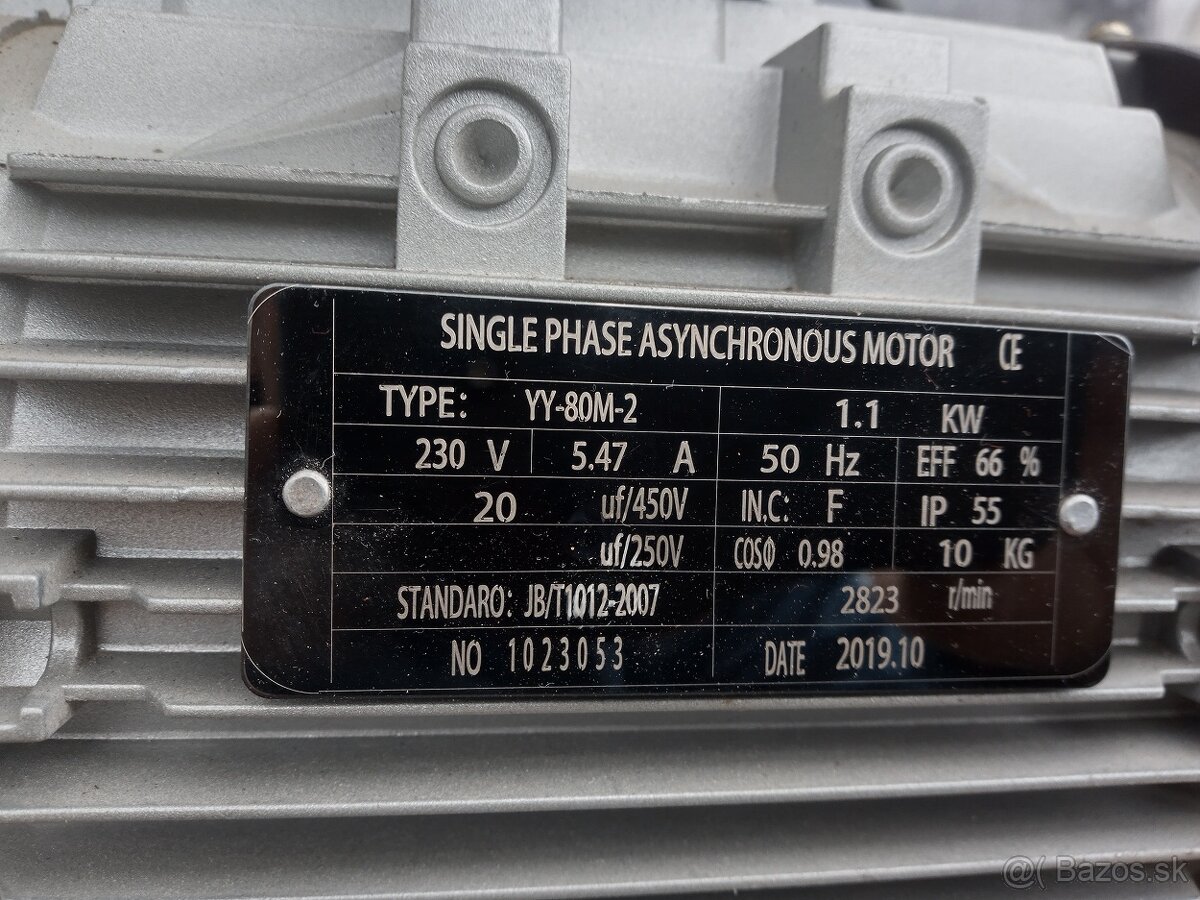 SINGLE PHASE ASYNCHRONOUS MOTOR CE
TYPE: YY-80M-2 1.1 KW
230 V 5.47 A 50 Hz EFF 66 %
20 uf/450V IN.C: F IP 55
uf/250V COSΦ 0.98 10 KG
STANDARO: JB/T1012-2007 2823 r/min
NO 1023053 DATE 2019.10
@( Bazos.sk